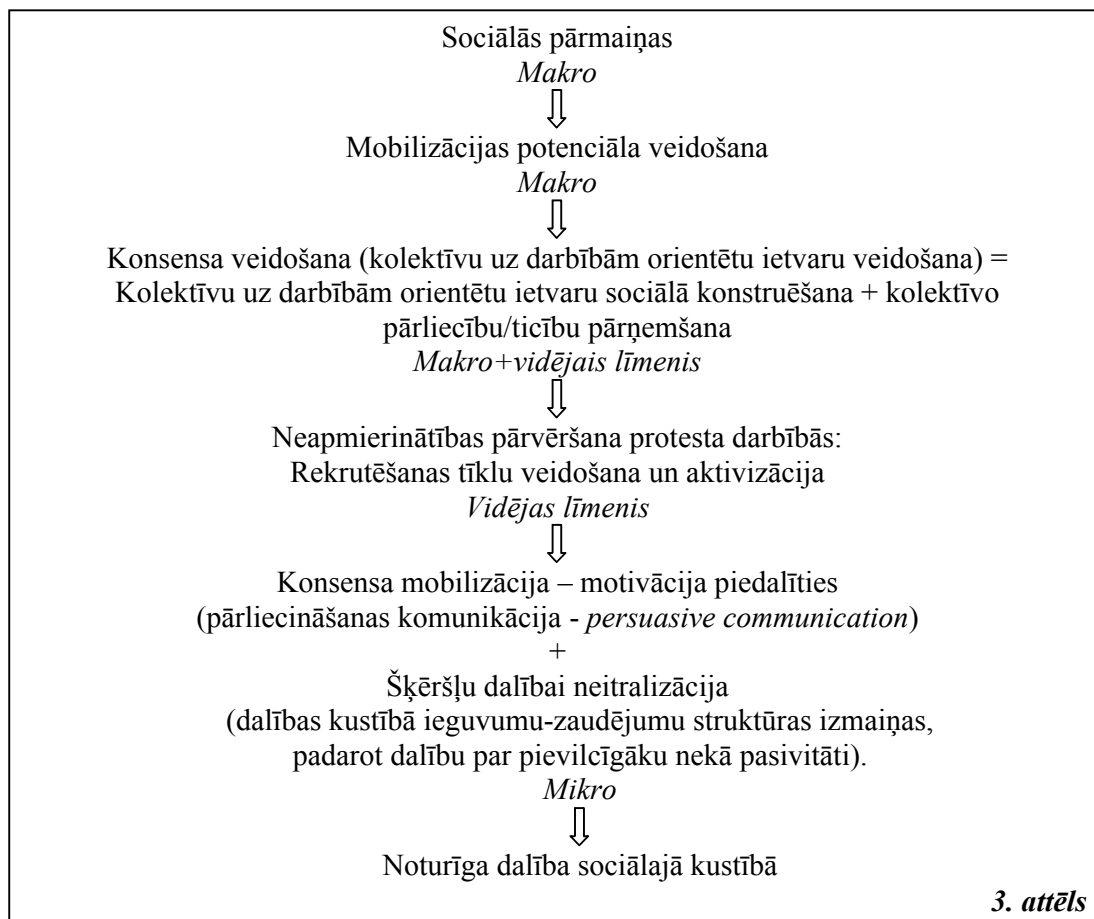 Sociālās pārmaiņas
Makro
Mobilizācijas potenciāla veidošana
Makro
Konsensa veidošana (kolektīvu uz darbībām orientētu ietvaru veidošana) =
Kolektīvu uz darbībām orientētu ietvaru sociālā konstruēšana + kolektīvo
pārliecību/ticību pārņemšana
Makro+vidējais līmenis
Neapmierinātības pārvēršana protesta darbībās:
Rekrutēšanas tīklu veidošana un aktivizācija
Vidējas līmenis
Konsensa mobilizācija – motivācija piedalīties
(pārliecināšanas komunikācija - persuasive communication)
+
Šķēršļu dalībai neitralizācija
(dalības kustībā ieguvumu-zaudējumu struktūras izmaiņas,
padarot dalību par pievilcīgāku nekā pasivitāti).
Mikro
Noturīga dalība sociālajā kustībā
3. attēls